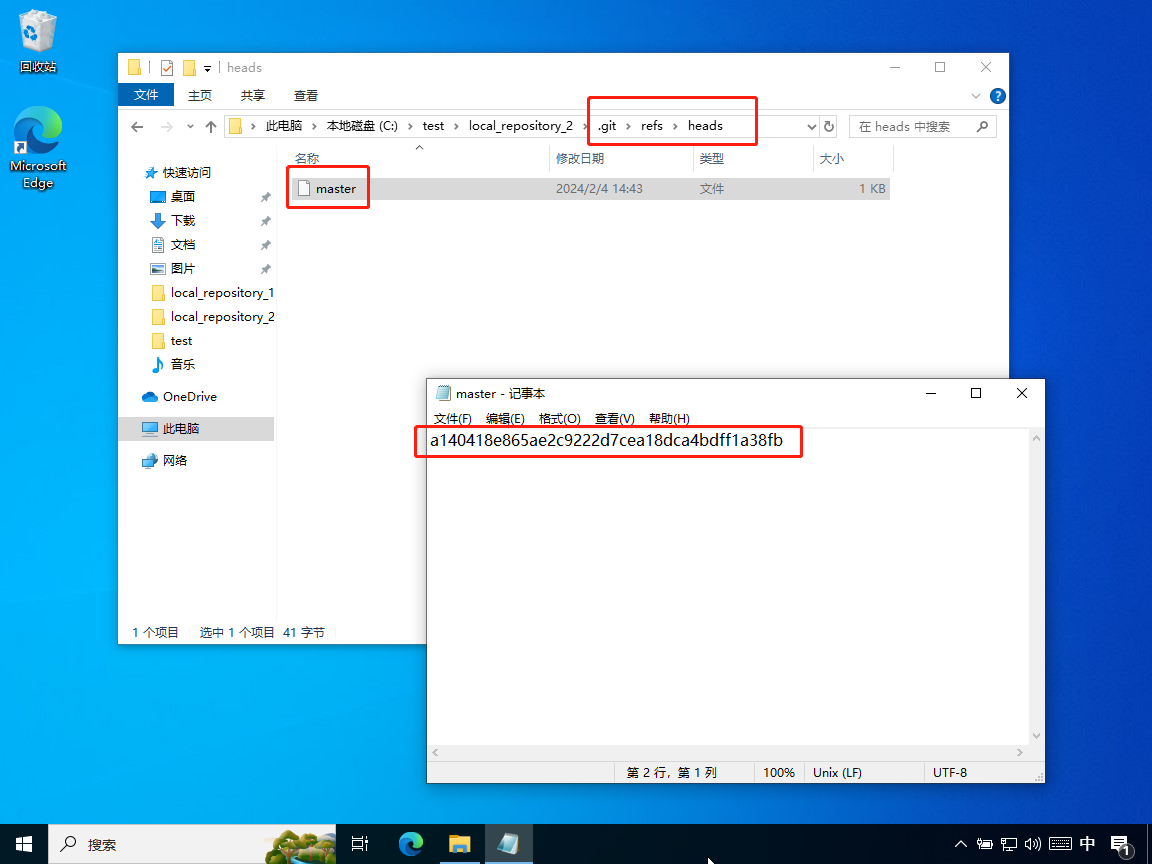 回收站
Microsoft
Edge
heads
文件 主页 共享 查看
此电脑 本地磁盘 (C:) test local_repository_2 .git refs heads 在 heads 中搜索
名称 修改日期 类型 大小
master 2024/2/4 14:43 文件 1 KB
快速访问
桌面
下载
文档
图片
local_repository_1
local_repository_2
test
音乐
OneDrive
此电脑
网络
1 个项目 选中 1 个项目 41 字节
master - 记事本
文件(F) 编辑(E) 格式(O) 查看(V) 帮助(H)
a140418e865ae2c9222d7cea18dca4bdff1a38fb
第 2 行，第 1 列 100% Unix (LF) UTF-8
搜索
中
1